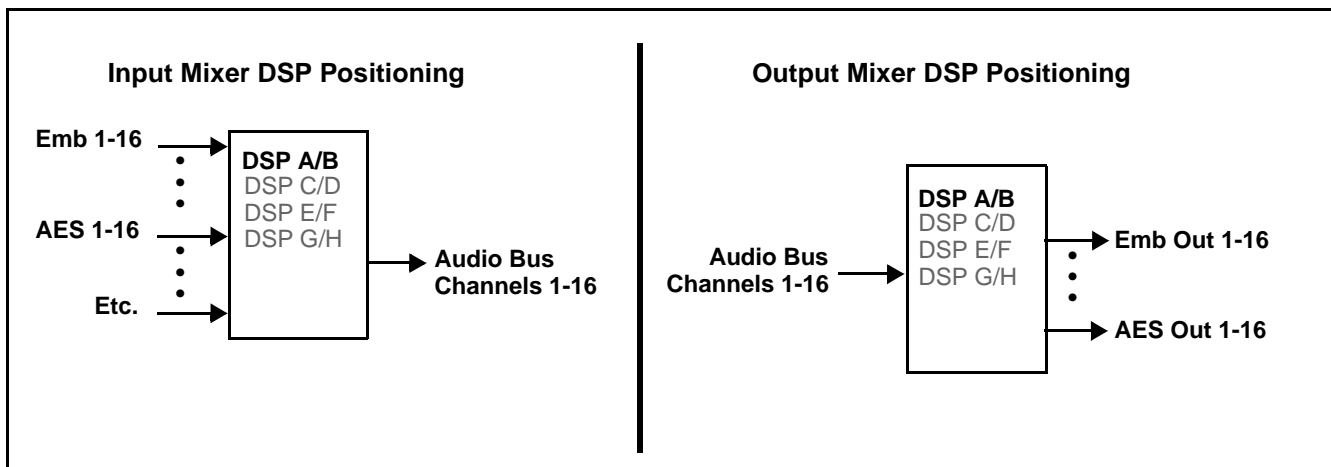 Input Mixer DSP Positioning
Emb 1-16
AES 1-16
Etc.
DSP A/B
DSP C/D
DSP E/F
DSP G/H
Audio Bus
Channels 1-16
Output Mixer DSP Positioning
Audio Bus
Channels 1-16
DSP A/B
DSP C/D
DSP E/F
DSP G/H
Emb Out 1-16
AES Out 1-16